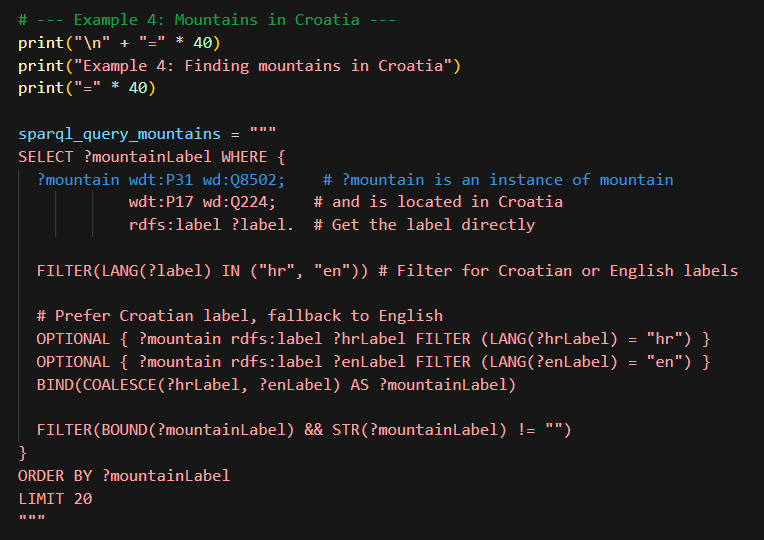 # --- Example 4: Mountains in Croatia ---
print("\n" + "=" * 40)
print("Example 4: Finding mountains in Croatia")
print("=" * 40)

sparql_query_mountains = """
SELECT ?mountainLabel WHERE {
  ?mountain wdt:P31 wd:Q8502;    # ?mountain is an instance of mountain
            wdt:P17 wd:Q224;    # and is located in Croatia
            rdfs:label ?label.  # Get the label directly

  FILTER(LANG(?label) IN ("hr", "en")) # Filter for Croatian or English labels

  # Prefer Croatian label, fallback to English
  OPTIONAL { ?mountain rdfs:label ?hrLabel FILTER (LANG(?hrLabel) = "hr") }
  OPTIONAL { ?mountain rdfs:label ?enLabel FILTER (LANG(?enLabel) = "en") }
  BIND(COALESCE(?hrLabel, ?enLabel) AS ?mountainLabel)

  FILTER(BOUND(?mountainLabel) && STR(?mountainLabel) != "")
}
ORDER BY ?mountainLabel
LIMIT 20
"""